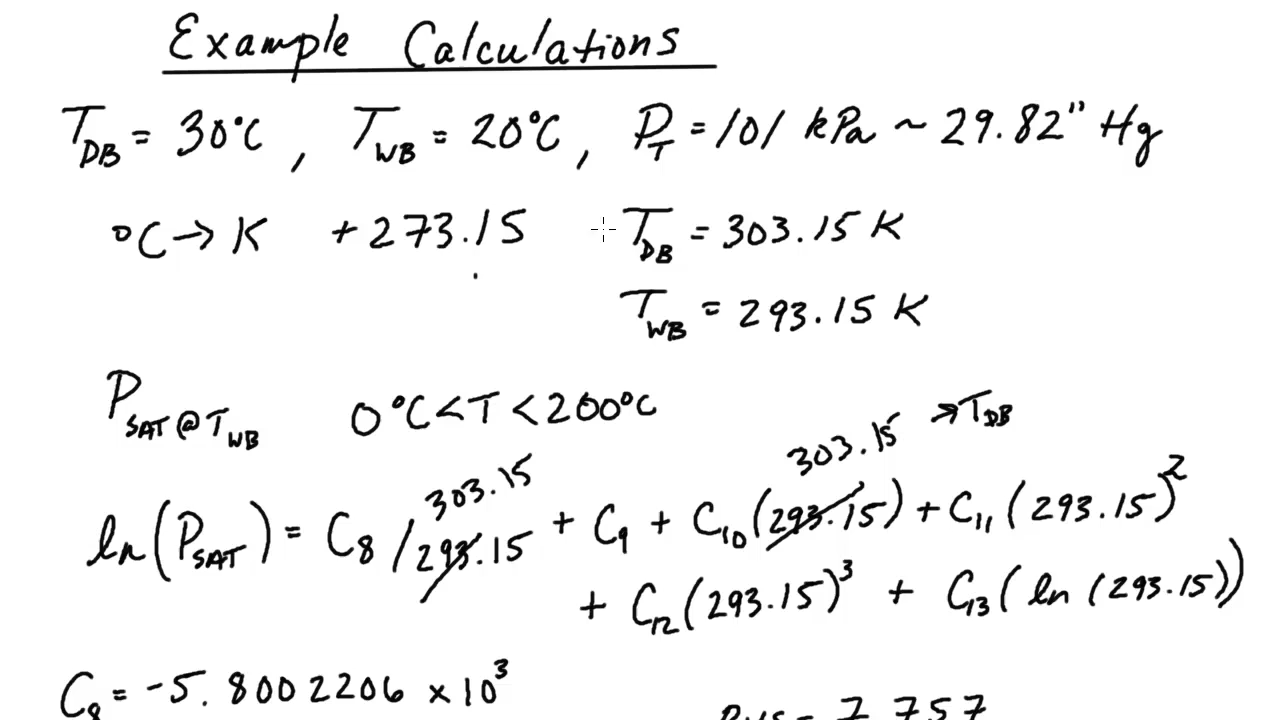 Example Calculations
T_DB = 30°C, T_WB = 20°C, P_T = 101 kPa ~ 29.82" Hg
°C → K + 273.15 T_DB = 303.15 K
T_WB = 293.15 K
P_SAT@T_WB 0°C < T < 200°C
303.15 303.15 → T_DB
ln(P_SAT) = C_8 / 293.15 + C_9 + C_10 (293.15) + C_11 (293.15)^2
+ C_12 (293.15)^3 + C_13 (ln (293.15))
C_8 = -5.8002206 × 10^3
= 7.757